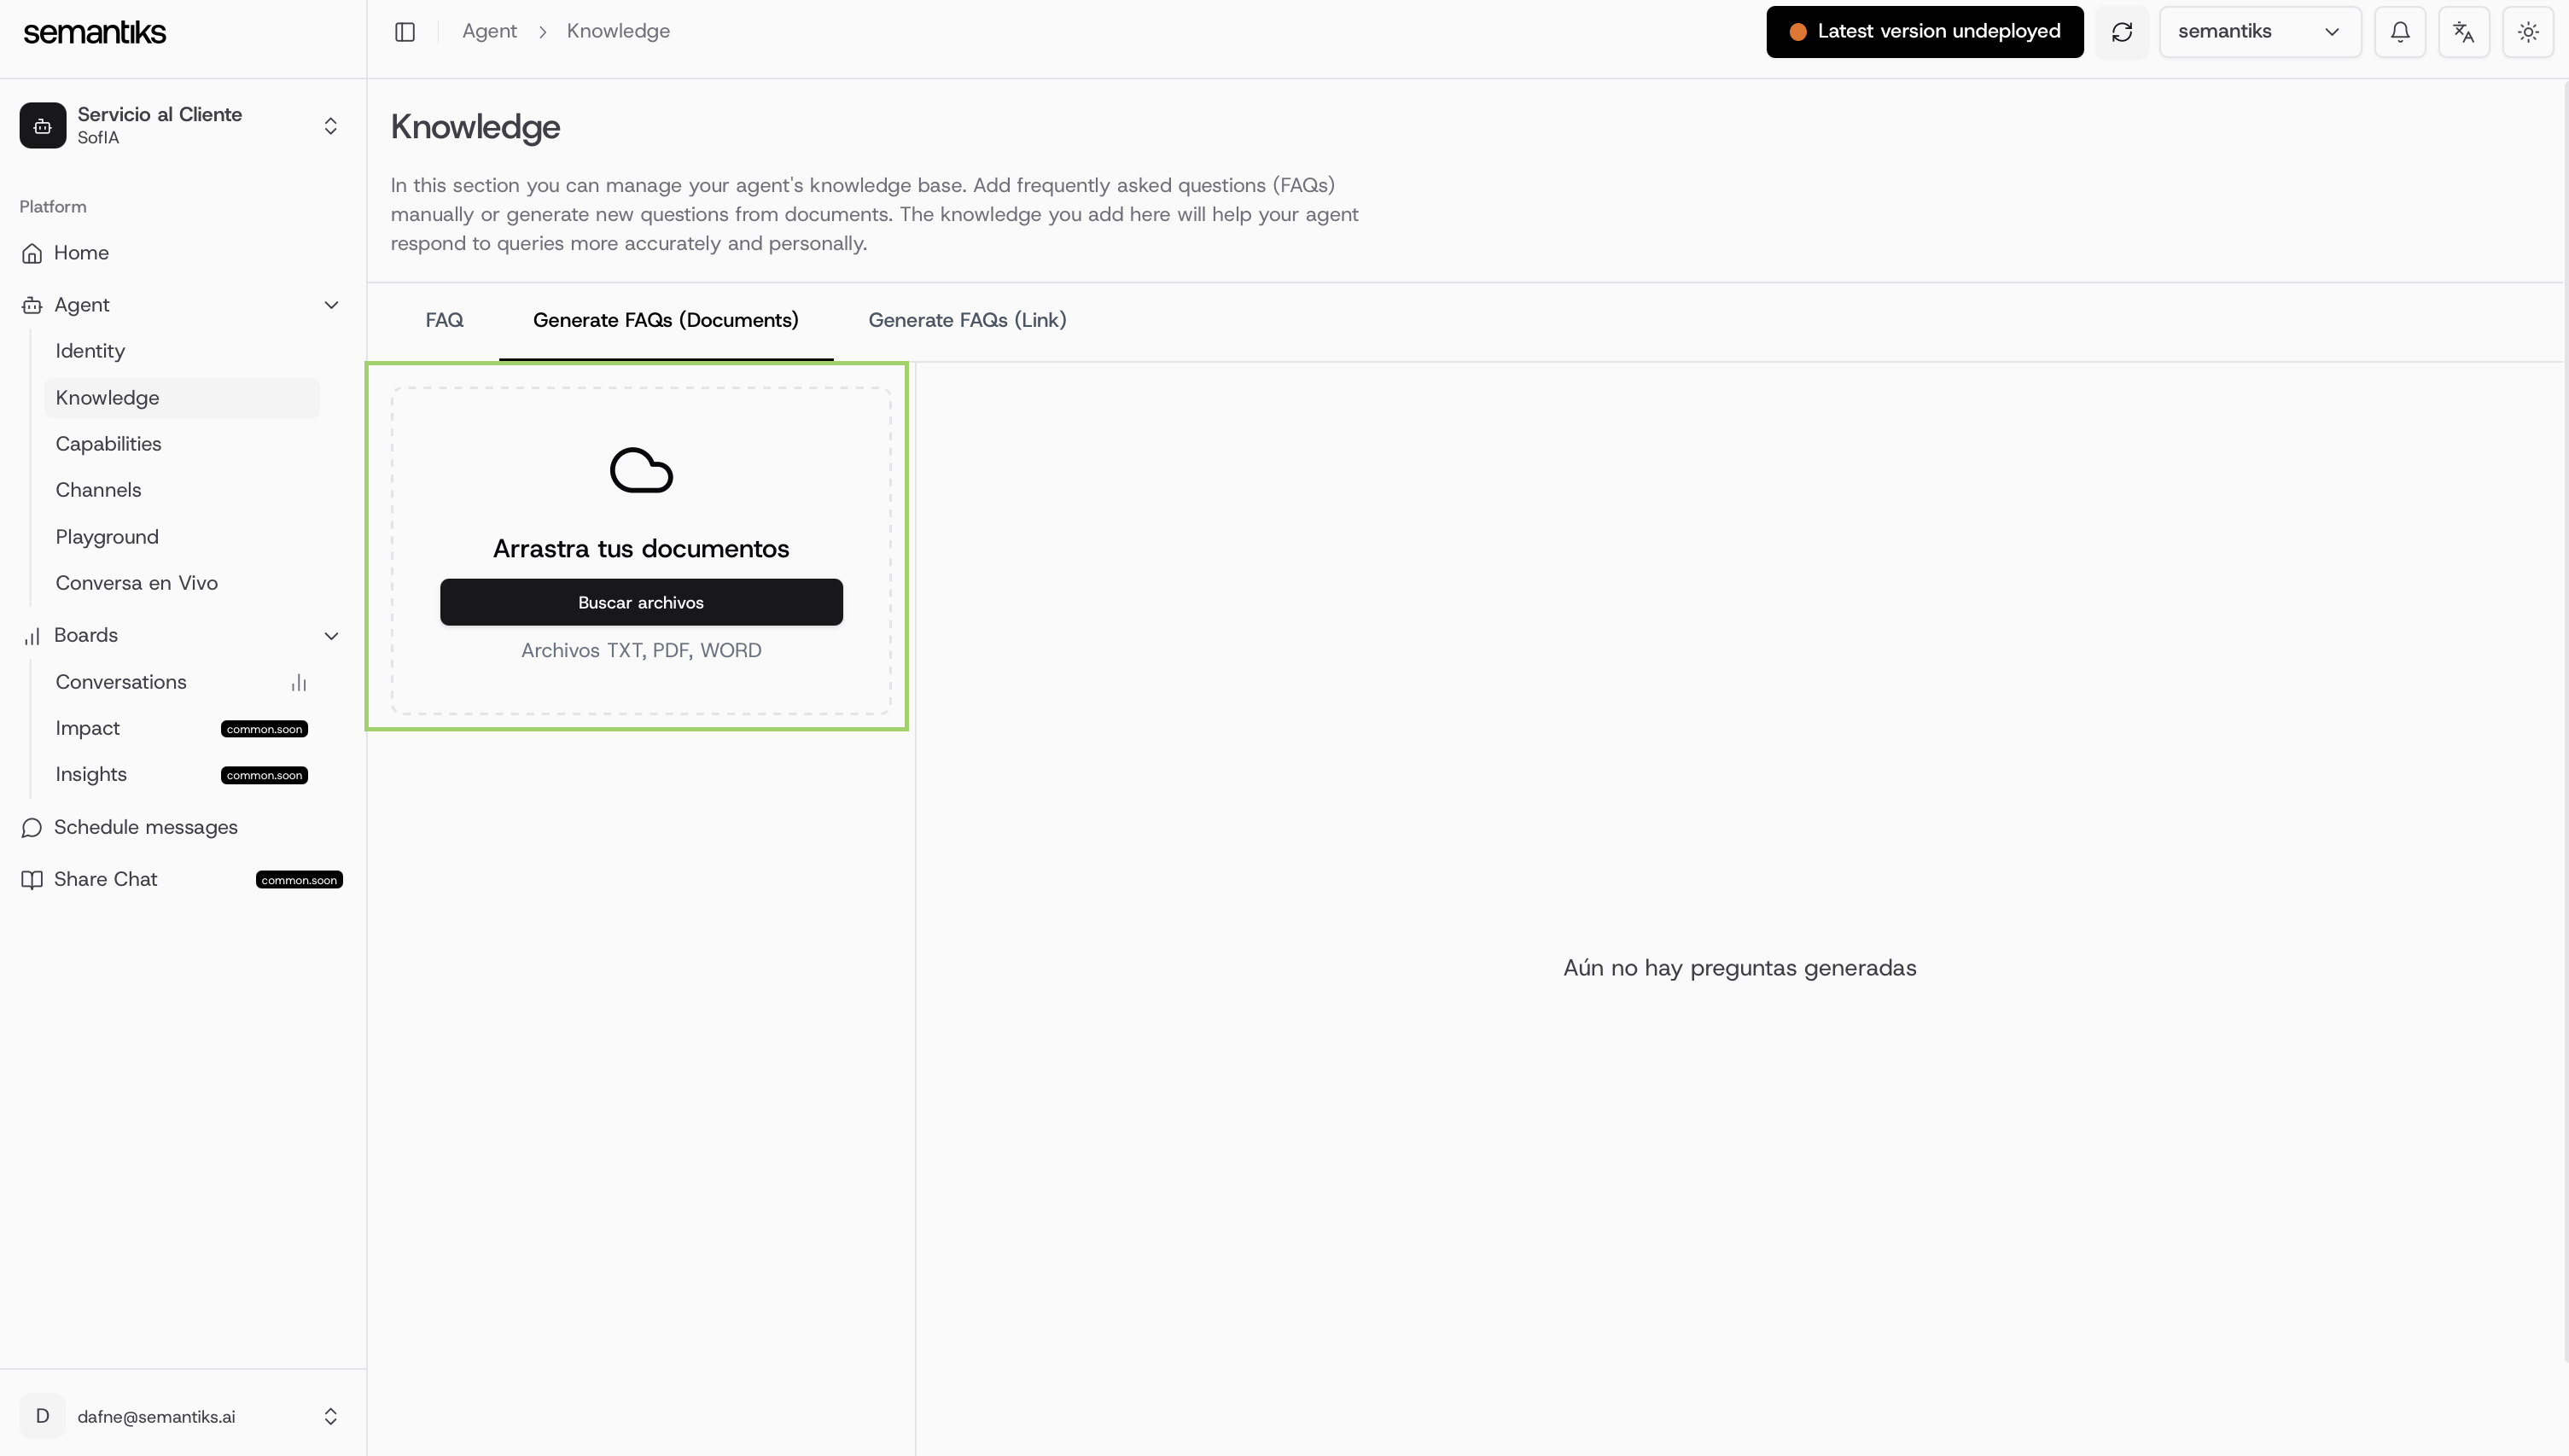 semantiks
Agent
Knowledge
Latest version undeployed
semantiks
Servicio al Cliente
SofIA
Platform
Home
Agent
Identity
Knowledge
Capabilities
Channels
Playground
Conversa en Vivo
Boards
Conversations
Impact common.soon
Insights common.soon
Schedule messages
Share Chat common.soon
D dafne@semantiks.ai
Knowledge
In this section you can manage your agent's knowledge base. Add frequently asked questions (FAQs)
manually or generate new questions from documents. The knowledge you add here will help your agent
respond to queries more accurately and personally.
FAQ Generate FAQs (Documents) Generate FAQs (Link)
Arrastra tus documentos
Buscar archivos
Archivos TXT, PDF, WORD
Aún no hay preguntas generadas